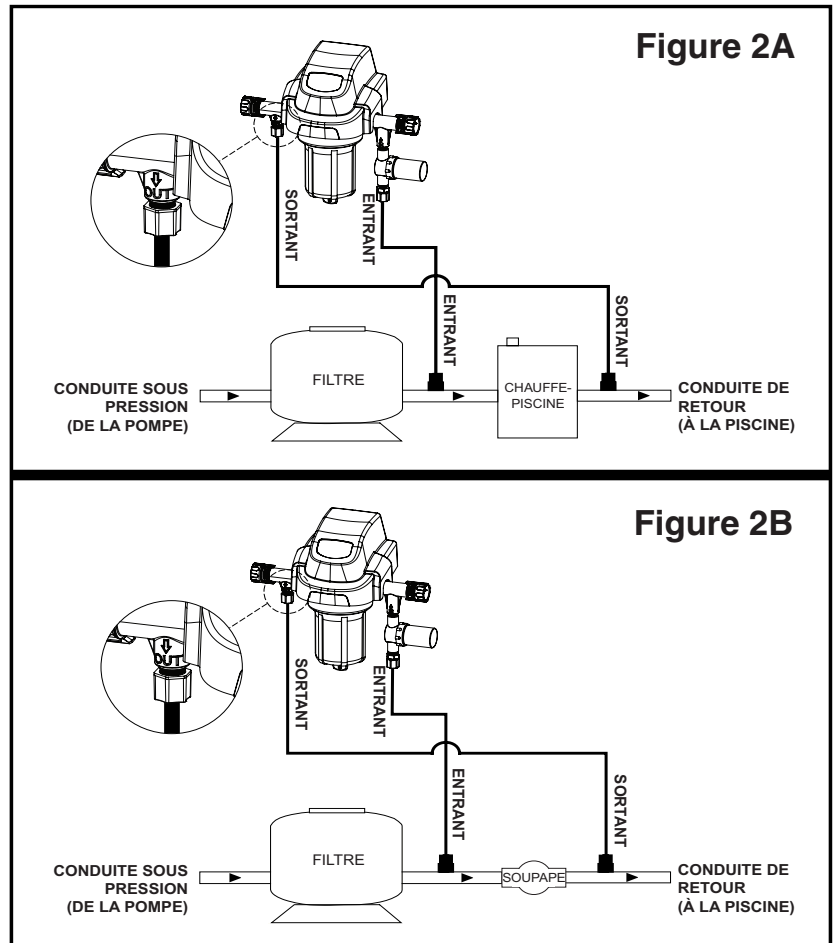 Figure 2A
OUT
SORTANT
ENTRANT
ENTRANT
SORTANT
CONDUITE SOUS
PRESSION
(DE LA POMPE)
FILTRE
CHAUFFE-
PISCINE
CONDUITE DE
RETOUR
(À LA PISCINE)
Figure 2B
OUT
SORTANT
ENTRANT
ENTRANT
SORTANT
CONDUITE SOUS
PRESSION
(DE LA POMPE)
FILTRE
SOUPAPE
CONDUITE DE
RETOUR
(À LA PISCINE)